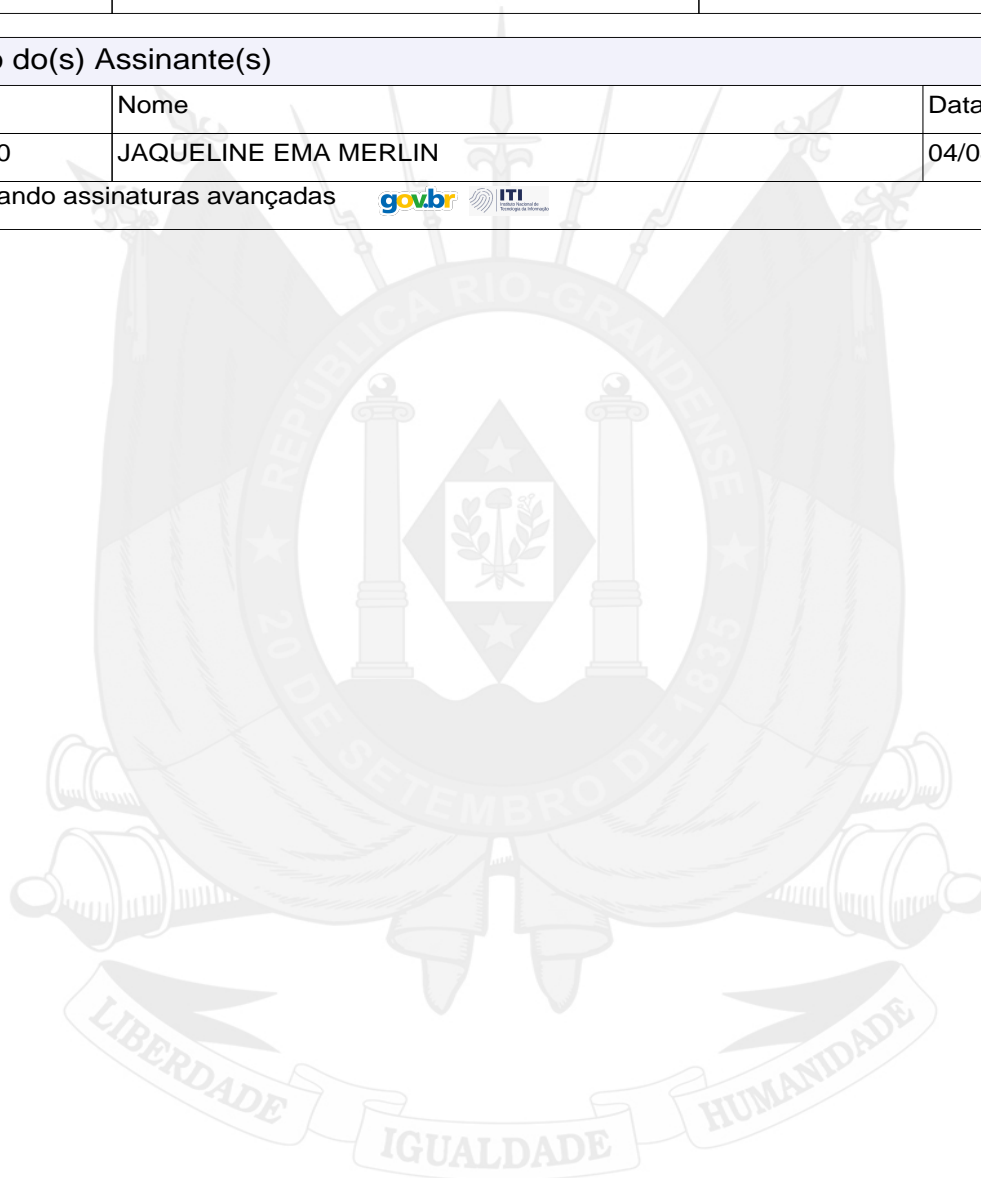 o do(s) Assinante(s)
Nome Data
0 JAQUELINE EMA MERLIN 04/0
ando assinaturas avançadas gov.br ITI
REPÚBLICA RIO-GRANDENSE
20 DE SETEMBRO DE 1835
LIBERDADE IGUALDADE HUMANIDADE